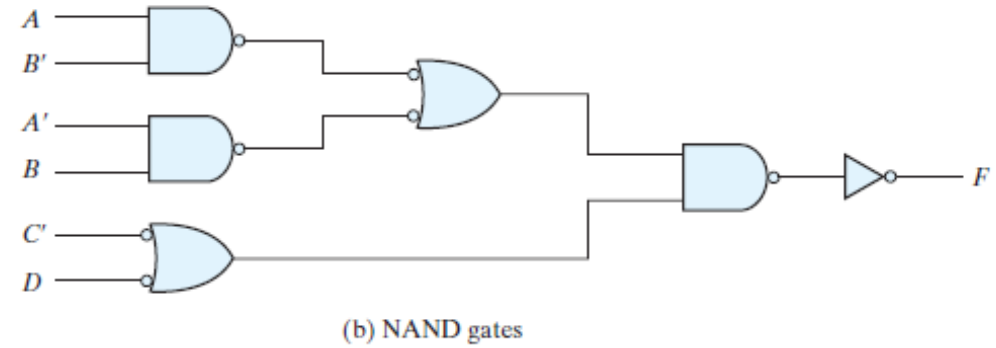 A
B'
A'
B
C'
D
F
(b) NAND gates